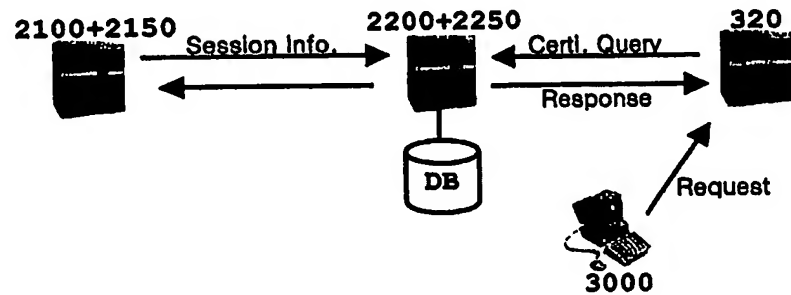 2100+2150
2200+2250
320
Session Info.
Certi. Query
Response
DB
Request
3000